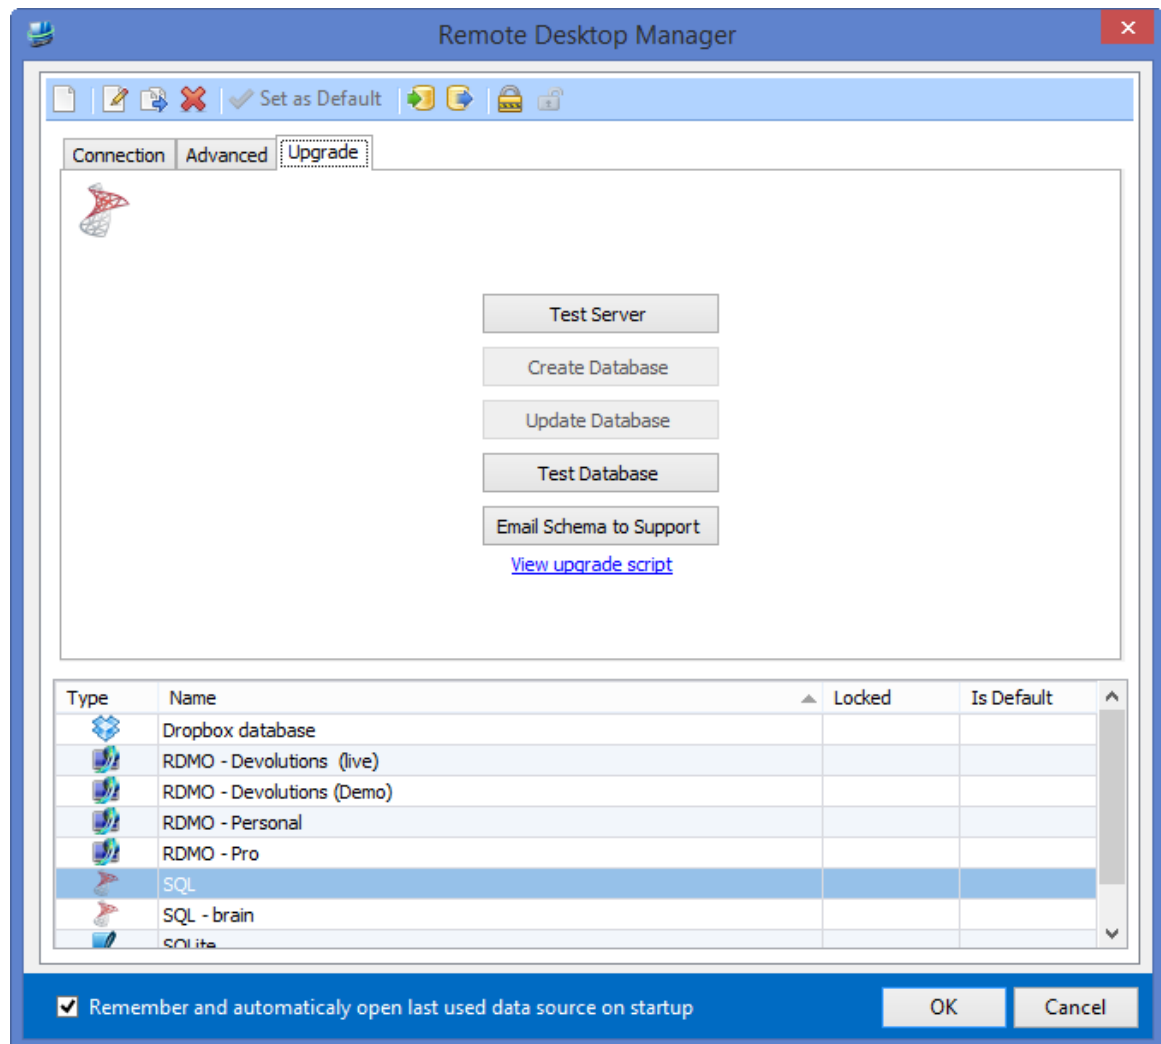 Remote Desktop Manager
Set as Default
Connection Advanced Upgrade
Test Server
Create Database
Update Database
Test Database
Email Schema to Support
View upgrade script
Type Name Locked Is Default
Dropbox database
RDMO - Devolutions (live)
RDMO - Devolutions (Demo)
RDMO - Personal
RDMO - Pro
SQL
SQL - brain
SQLite
Remember and automaticaly open last used data source on startup OK Cancel